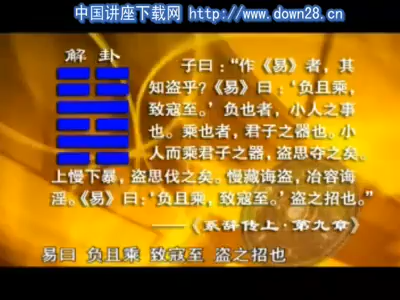 中国讲座下载网 http://www.down28.cn
解 卦
子曰：“作《易》者，其
知盗乎？《易》曰：‘负且乘，
致寇至。’负也者，小人之事
也。乘也者，君子之器也。小
人而乘君子之器，盗思夺之矣。
上慢下暴，盗思伐之矣。慢藏诲盗，冶容诲
淫。《易》曰：‘负且乘，致寇至。’盗之招也。”
——《系辞传上·第九章》
易曰 负且乘 致寇至 盗之招也